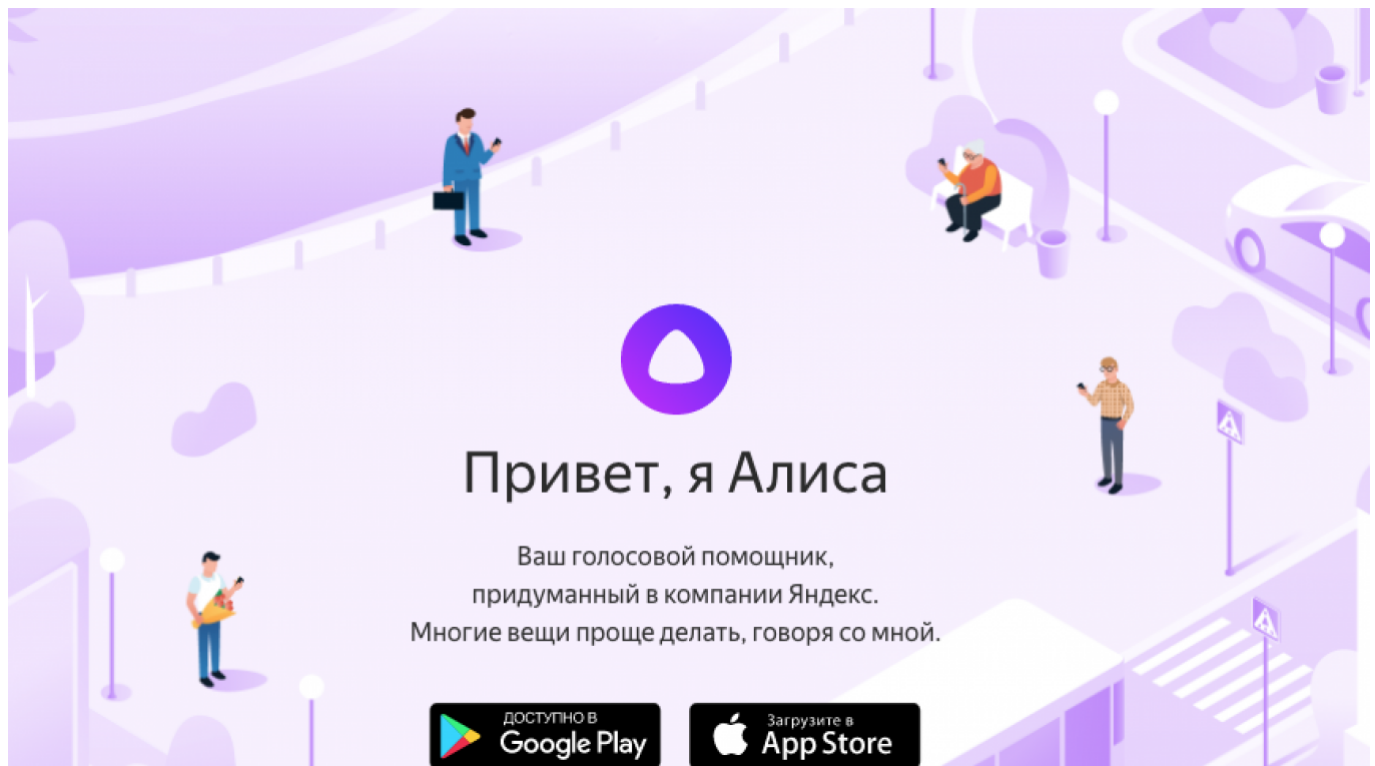 Привет, я Алиса
Ваш голосовой помощник,
придуманный в компании Яндекс.
Многие вещи проще делать, говоря со мной.
ДОСТУПНО В
Google Play
Загрузите в
App Store